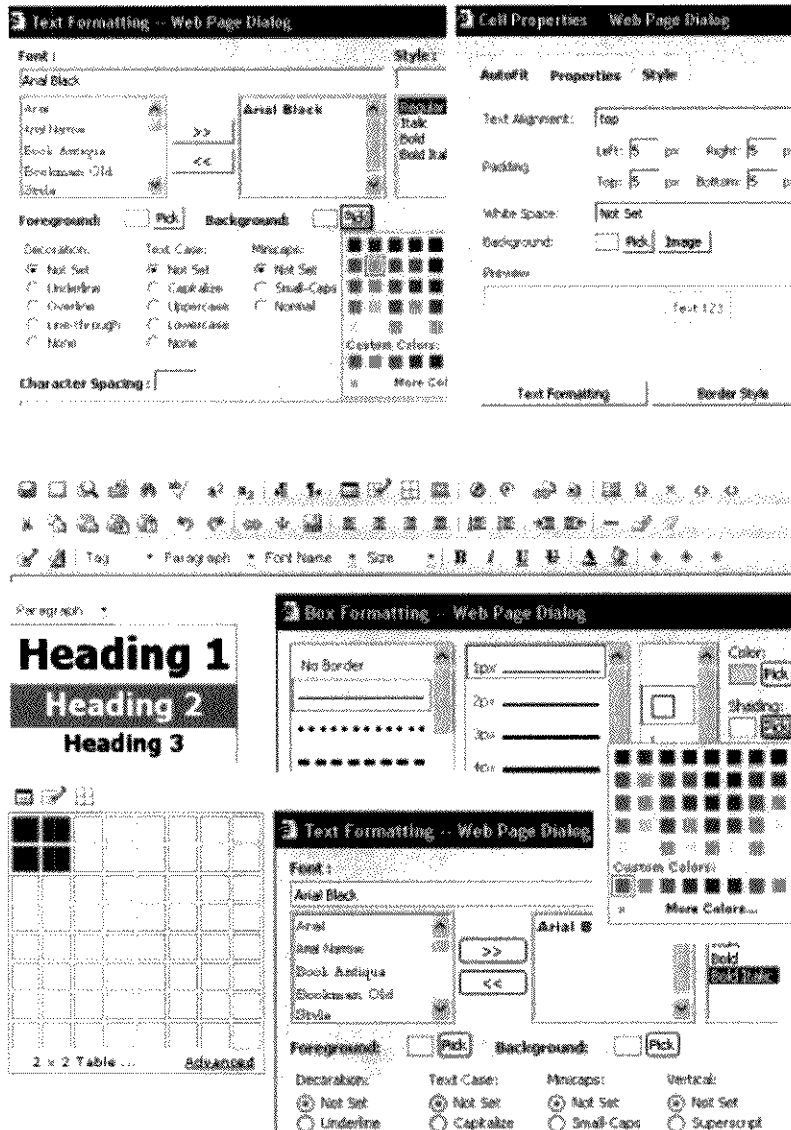 Text Formatting -- Web Page Dialog
Font:
Style:
Arial Black
Arial
Arial Narrow
Book Antiqua
Bookman Old
Style
>>
<<
Arial Black
Regular
Italic
Bold
Bold Ital
Foreground:
Pick
Background:
Pick
Decoration:
Text Case:
Minicaps:
Not Set
Not Set
Not Set
Underline
Capitalize
Small-Caps
Overline
Uppercase
Normal
Line-through
Lowercase
None
None
Custom Colors:
More Col
Character Spacing:
Cell Properties
Web Page Dialog
AutoFit
Properties
Style
Text Alignment:
top
Padding
Left: 5 px
Right: 5 p
Top: 5 px
Bottom: 5 p
White Space:
Not Set
Background:
Pick
Image
Preview
Text 123
Text Formatting
Border Style
Tag
Paragraph
Font Name
Size
B I U
A
Paragraph
Heading 1
Heading 2
Heading 3
Box Formatting -- Web Page Dialog
No Border
1px
2px
3px
4px
Color:
Pick
Shading:
Pick
Custom Colors:
More Colors...
2 x 2 Table ...
Advanced
Text Formatting -- Web Page Dialog
Font:
Arial Black
Arial
Arial Narrow
Book Antiqua
Bookman Old
Style
>>
<<
Arial B
Bold
Bold Italic
Foreground:
Pick
Background:
Pick
Decoration:
Text Case:
Minicaps:
Vertical:
Not Set
Not Set
Not Set
Not Set
Underline
Capitalize
Small-Caps
Superscript